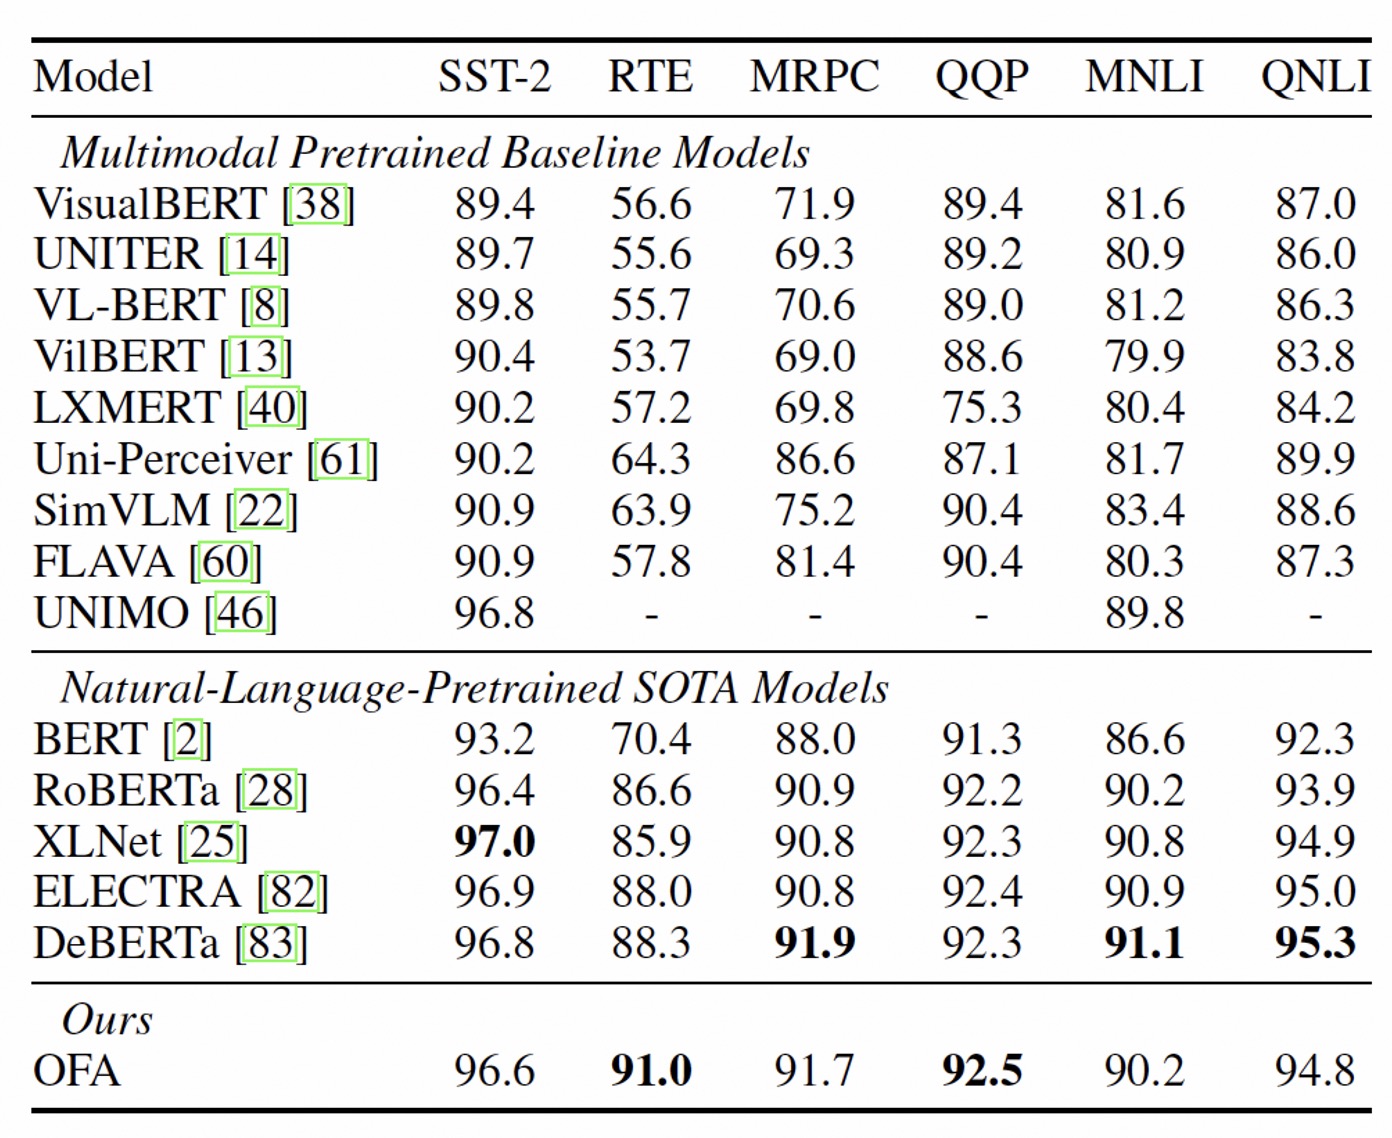 Model SST-2 RTE MRPC QQP MNLI QNLI
Multimodal Pretrained Baseline Models
VisualBERT [38] 89.4 56.6 71.9 89.4 81.6 87.0
UNITER [14] 89.7 55.6 69.3 89.2 80.9 86.0
VL-BERT [8] 89.8 55.7 70.6 89.0 81.2 86.3
VilBERT [13] 90.4 53.7 69.0 88.6 79.9 83.8
LXMERT [40] 90.2 57.2 69.8 75.3 80.4 84.2
Uni-Perceiver [61] 90.2 64.3 86.6 87.1 81.7 89.9
SimVLM [22] 90.9 63.9 75.2 90.4 83.4 88.6
FLAVA [60] 90.9 57.8 81.4 90.4 80.3 87.3
UNIMO [46] 96.8 - - - 89.8 -
Natural-Language-Pretrained SOTA Models
BERT [2] 93.2 70.4 88.0 91.3 86.6 92.3
RoBERTa [28] 96.4 86.6 90.9 92.2 90.2 93.9
XLNet [25] 97.0 85.9 90.8 92.3 90.8 94.9
ELECTRA [82] 96.9 88.0 90.8 92.4 90.9 95.0
DeBERTa [83] 96.8 88.3 91.9 92.3 91.1 95.3
Ours
OFA 96.6 91.0 91.7 92.5 90.2 94.8